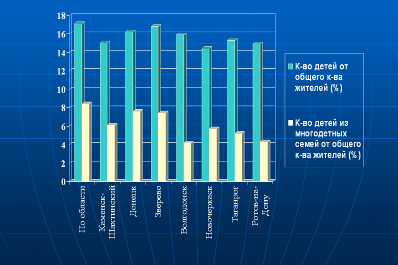 18
16
14
12
10
8
6
4
2
0
По области
Каменск-
Шахтинский
Донецк
Зверево
Волгодонск
Новочеркасск
Таганрог
Ростов-на-
Дону
К-во детей от
общего к-ва
жителей (%)
К-во детей из
многодетных
семей от общего
к-ва жителей (%)